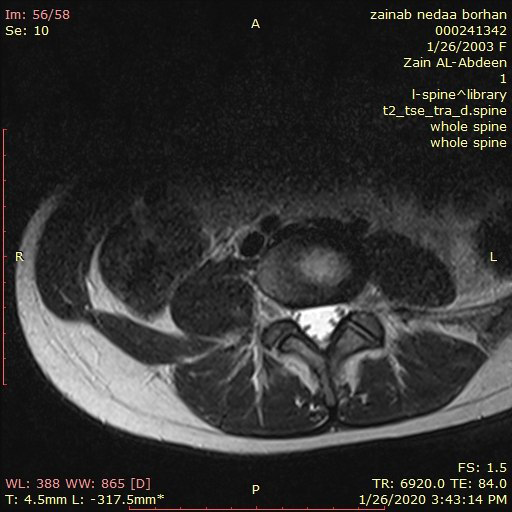 Im: 56/58
Se: 10
A
zainab nedaa borhan
000241342
1/26/2003 F
Zain AL-Abdeen
1
l-spine^library
t2_tse_tra_d.spine
whole spine
whole spine
R
L
WL: 388 WW: 865 [D]
T: 4.5mm L: -317.5mm*
P
FS: 1.5
TR: 6920.0 TE: 84.0
1/26/2020 3:43:14 PM